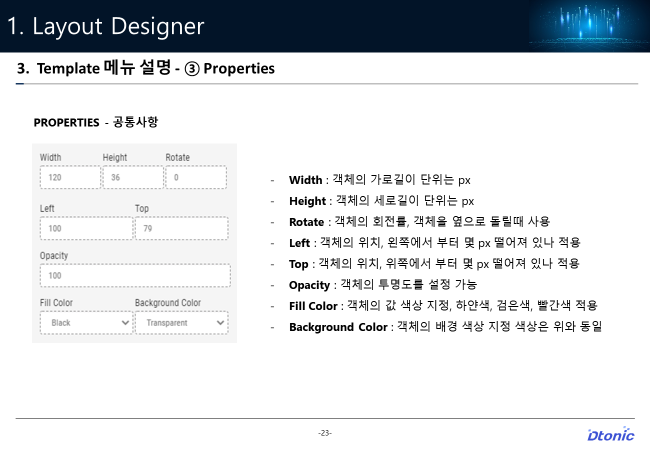 1. Layout Designer
3. Template 메뉴 설명 - ③ Properties
PROPERTIES - 공통사항
Width Height Rotate
120 36 0
Left Top
100 79
Opacity
100
Fill Color Background Color
Black Transparent
- Width : 객체의 가로길이 단위는 px
- Height : 객체의 세로길이 단위는 px
- Rotate : 객체의 회전률, 객체을 옆으로 돌릴때 사용
- Left : 객체의 위치, 왼쪽에서 부터 몇 px 떨어져 있나 적용
- Top : 객체의 위치, 위쪽에서 부터 몇 px 떨어져 있나 적용
- Opacity : 객체의 투명도를 설정 가능
- Fill Color : 객체의 값 색상 지정, 하얀색, 검은색, 빨간색 적용
- Background Color : 객체의 배경 색상 지정 색상은 위와 동일
-23-
Dtonic